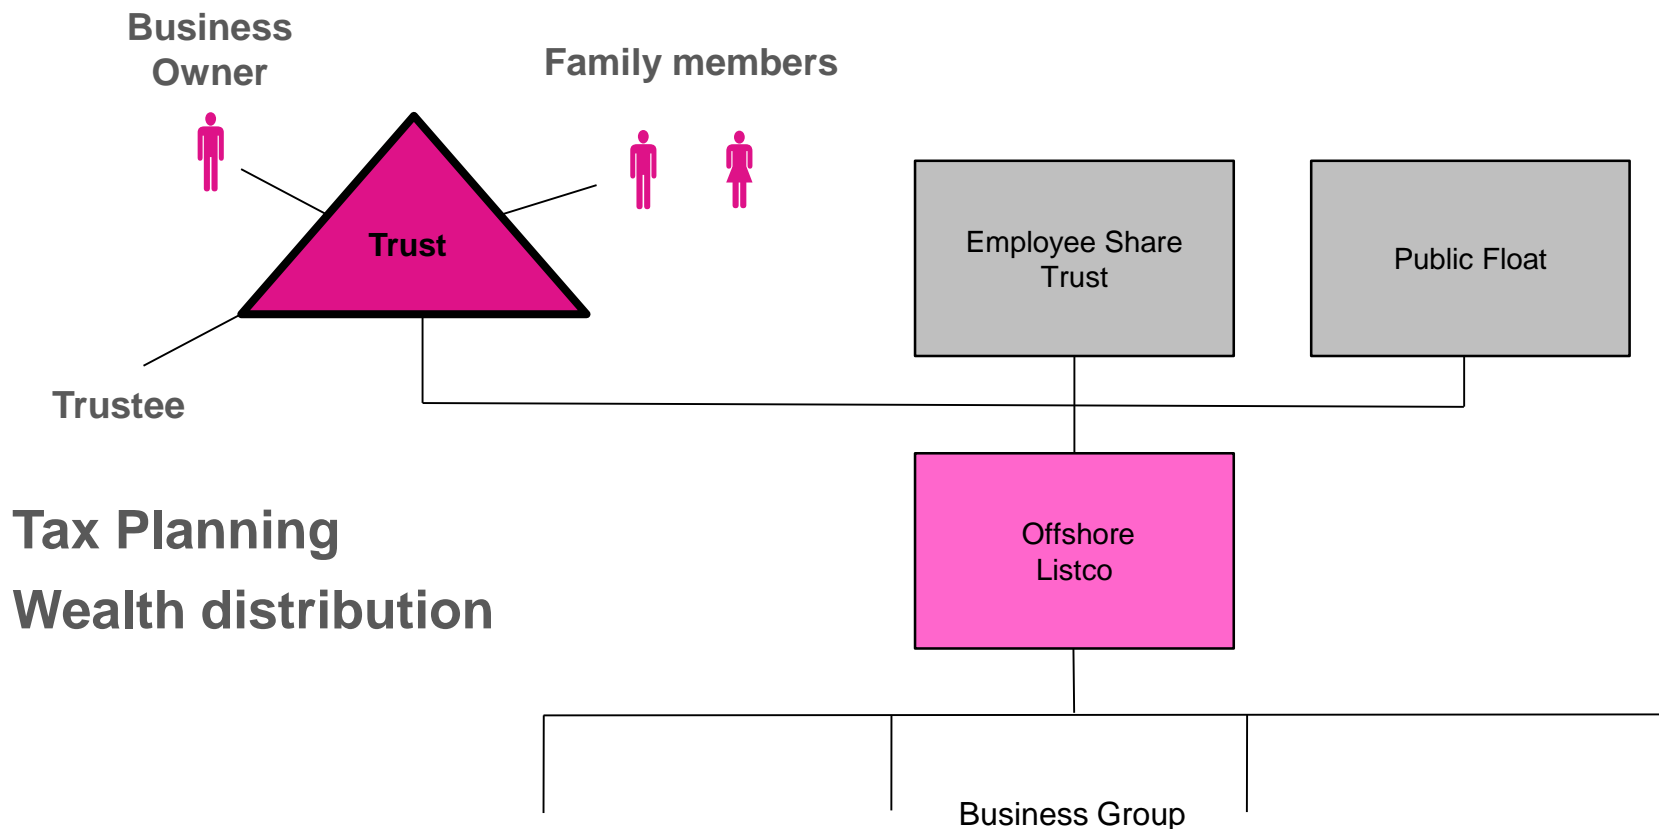 Business
Owner
Family members
Trust
Employee Share
Trust
Public Float
Trustee
Tax Planning
Wealth distribution
Offshore
Listco
Business Group